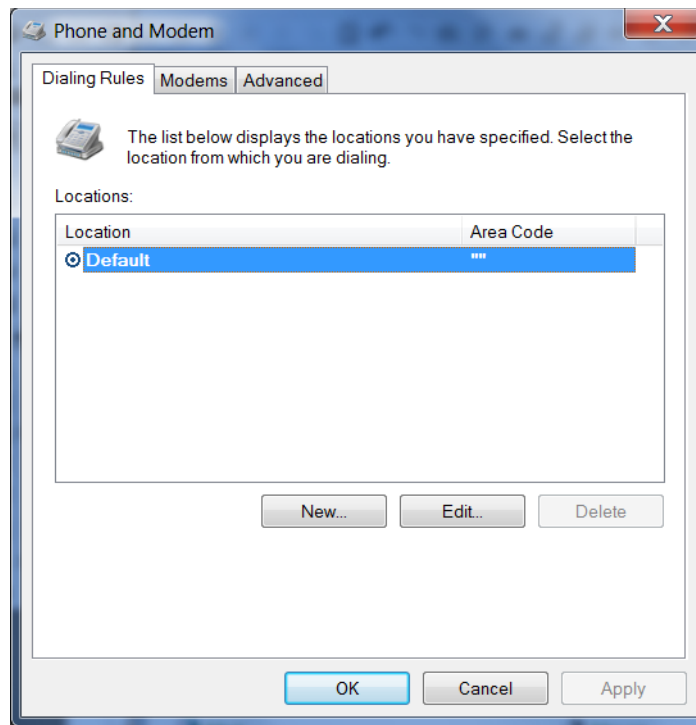 Phone and Modem
Dialing Rules
Modems
Advanced
The list below displays the locations you have specified. Select the
location from which you are dialing.
Locations:
Location Area Code
Default ""
New... Edit... Delete
OK Cancel Apply